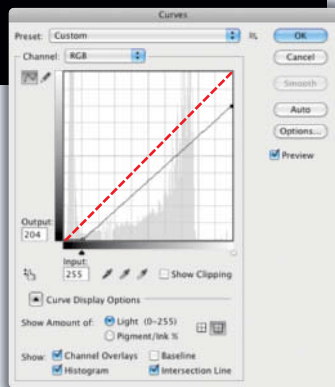 Curves
Preset: Custom
OK
Channel: RGB
Cancel
Smooth
Auto
Options...
Preview
Output:
204
Input:
255
Show Clipping
Curve Display Options
Show Amount of: Light (0-255)
Pigment/Ink %
Show: Channel Overlays Baseline
Histogram Intersection Line